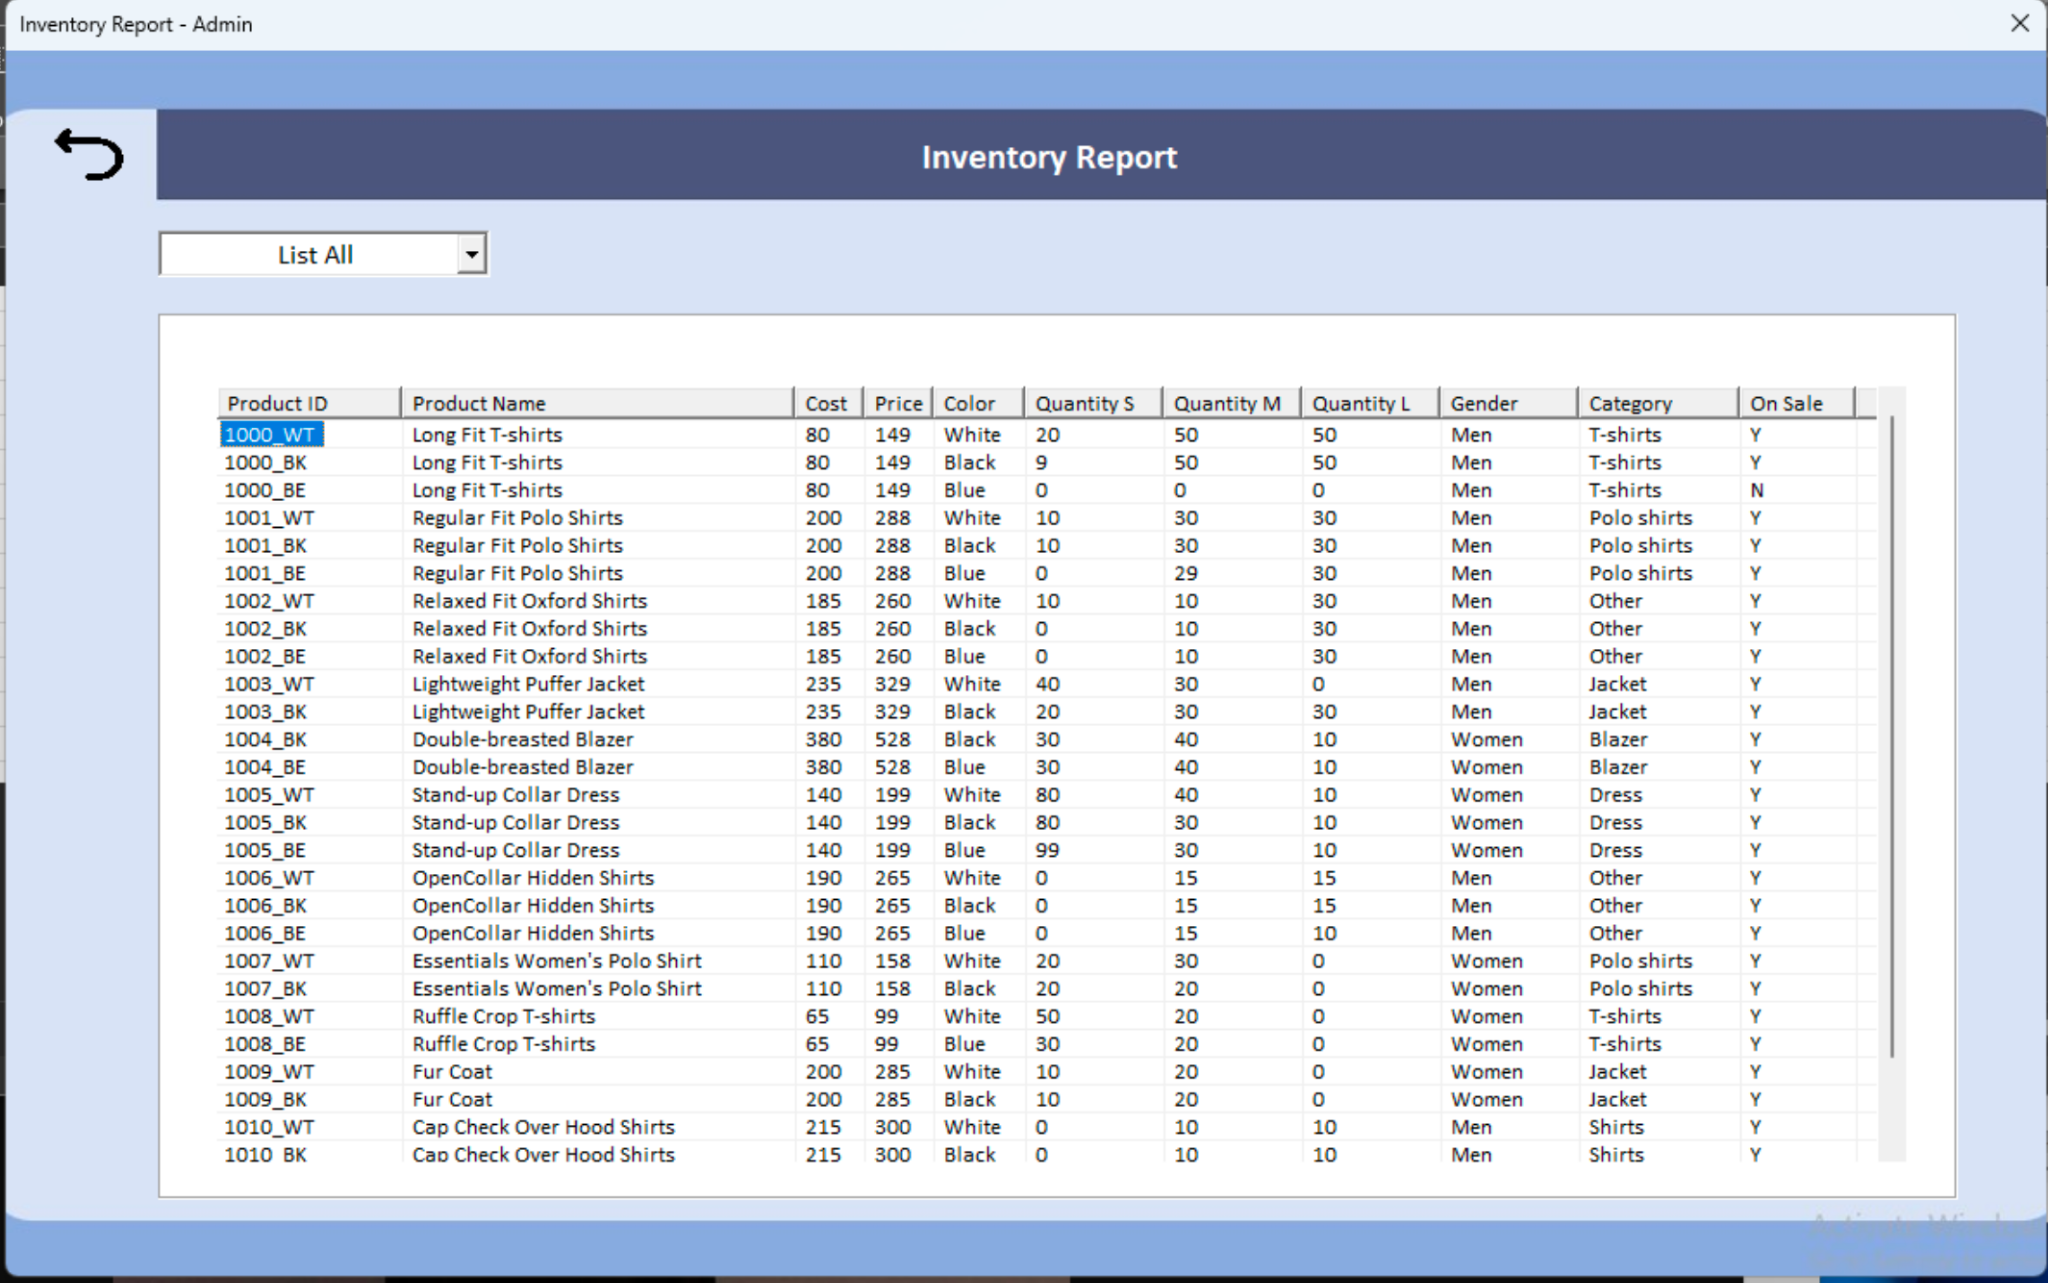 Inventory Report - Admin
Inventory Report
List All
Product ID Product Name Cost Price Color Quantity S Quantity M Quantity L Gender Category On Sale
1000_WT Long Fit T-shirts 80 149 White 20 50 50 Men T-shirts Y
1000_BK Long Fit T-shirts 80 149 Black 9 50 50 Men T-shirts Y
1000_BE Long Fit T-shirts 80 149 Blue 0 0 0 Men T-shirts N
1001_WT Regular Fit Polo Shirts 200 288 White 10 30 30 Men Polo shirts Y
1001_BK Regular Fit Polo Shirts 200 288 Black 10 30 30 Men Polo shirts Y
1001_BE Regular Fit Polo Shirts 200 288 Blue 0 29 30 Men Polo shirts Y
1002_WT Relaxed Fit Oxford Shirts 185 260 White 10 10 30 Men Other Y
1002_BK Relaxed Fit Oxford Shirts 185 260 Black 0 10 30 Men Other Y
1002_BE Relaxed Fit Oxford Shirts 185 260 Blue 0 10 30 Men Other Y
1003_WT Lightweight Puffer Jacket 235 329 White 40 30 0 Men Jacket Y
1003_BK Lightweight Puffer Jacket 235 329 Black 20 30 30 Men Jacket Y
1004_BK Double-breasted Blazer 380 528 Black 30 40 10 Women Blazer Y
1004_BE Double-breasted Blazer 380 528 Blue 30 40 10 Women Blazer Y
1005_WT Stand-up Collar Dress 140 199 White 80 40 10 Women Dress Y
1005_BK Stand-up Collar Dress 140 199 Black 80 30 10 Women Dress Y
1005_BE Stand-up Collar Dress 140 199 Blue 99 30 10 Women Dress Y
1006_WT OpenCollar Hidden Shirts 190 265 White 0 15 15 Men Other Y
1006_BK OpenCollar Hidden Shirts 190 265 Black 0 15 15 Men Other Y
1006_BE OpenCollar Hidden Shirts 190 265 Blue 0 15 10 Men Other Y
1007_WT Essentials Women's Polo Shirt 110 158 White 20 30 0 Women Polo shirts Y
1007_BK Essentials Women's Polo Shirt 110 158 Black 20 20 0 Women Polo shirts Y
1008_WT Ruffle Crop T-shirts 65 99 White 50 20 0 Women T-shirts Y
1008_BE Ruffle Crop T-shirts 65 99 Blue 30 20 0 Women T-shirts Y
1009_WT Fur Coat 200 285 White 10 20 0 Women Jacket Y
1009_BK Fur Coat 200 285 Black 10 20 0 Women Jacket Y
1010_WT Cap Check Over Hood Shirts 215 300 White 0 10 10 Men Shirts Y
1010_BK Cap Check Over Hood Shirts 215 300 Black 0 10 10 Men Shirts Y